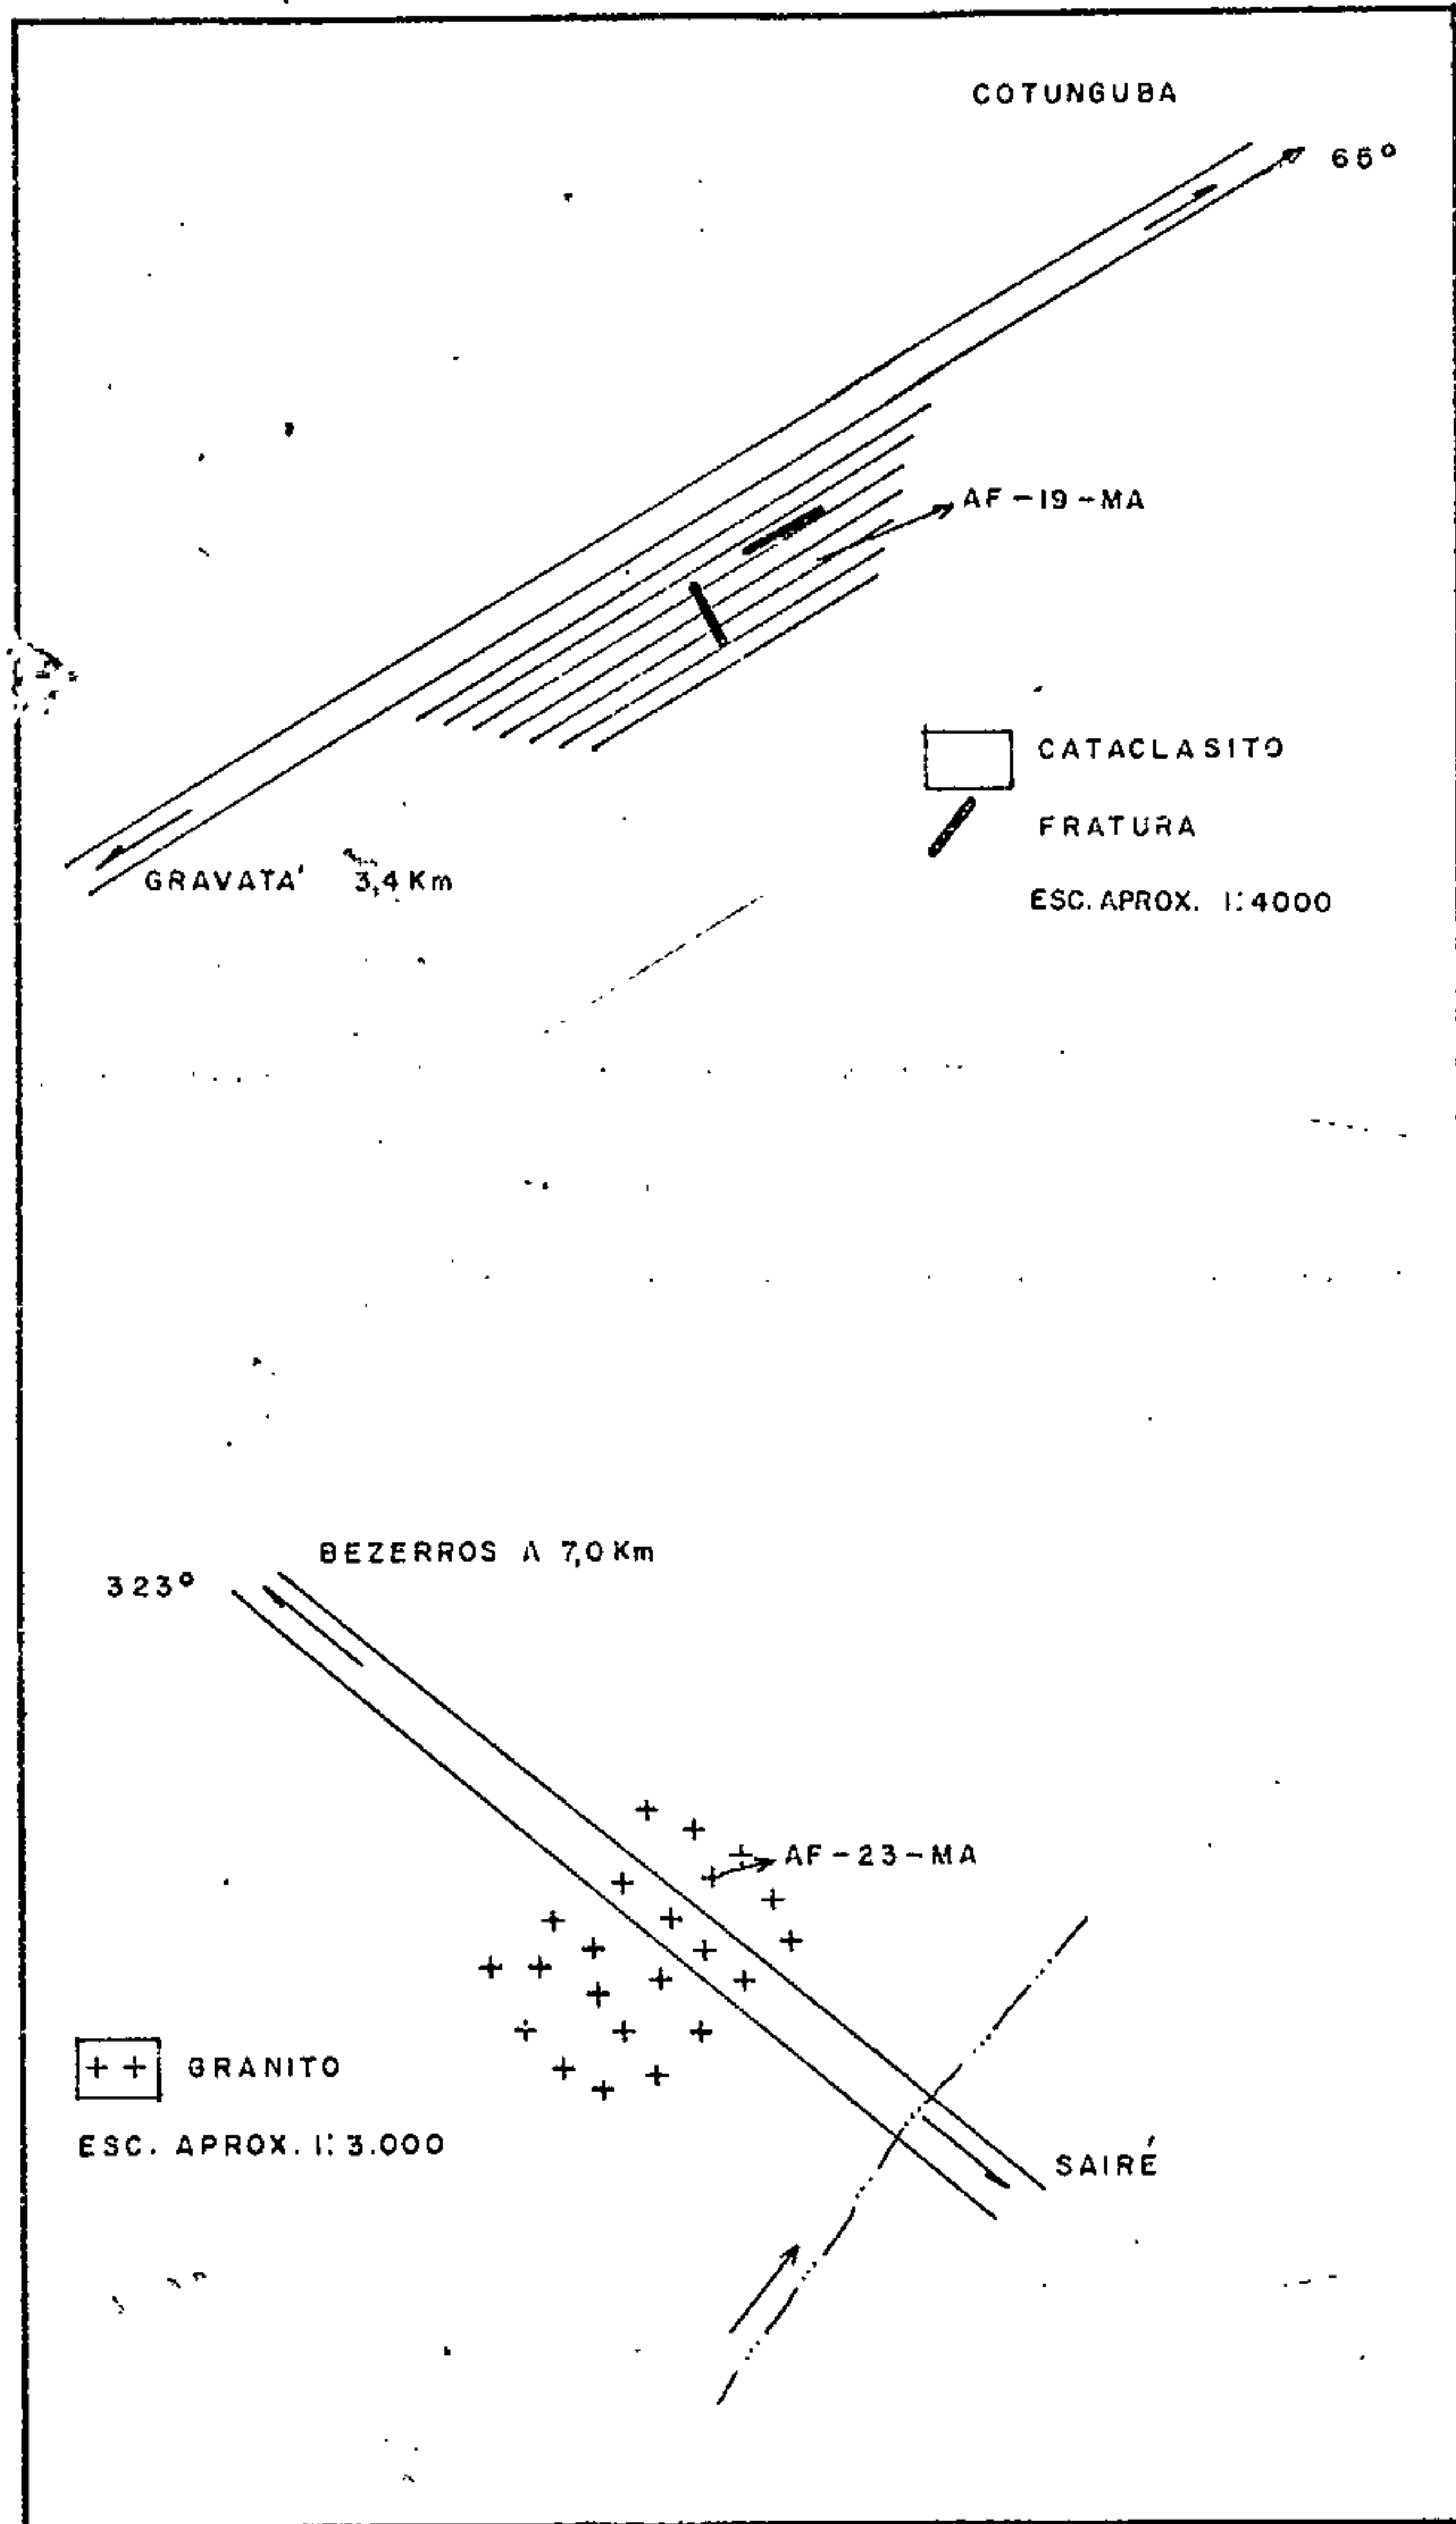 COTUNGUBA
65°
AF-19-MA
CATACLASITO
FRATURA
ESC. APROX. 1:4000
GRAVATA' 3,4 Km
BEZERROS A 7,0 Km
323°
AF-23-MA
++ GRANITO
ESC. APROX. 1:3.000
SAIRÉ